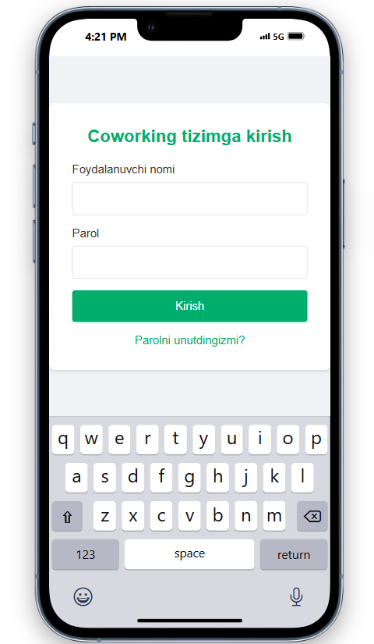 4:21 PM
5G
Coworking tizimga kirish
Foydalanuvchi nomi
Parol
Kirish
Parolni unutdingizmi?
q w e r t y u i o p
a s d f g h j k l
z x c v b n m
123 space return